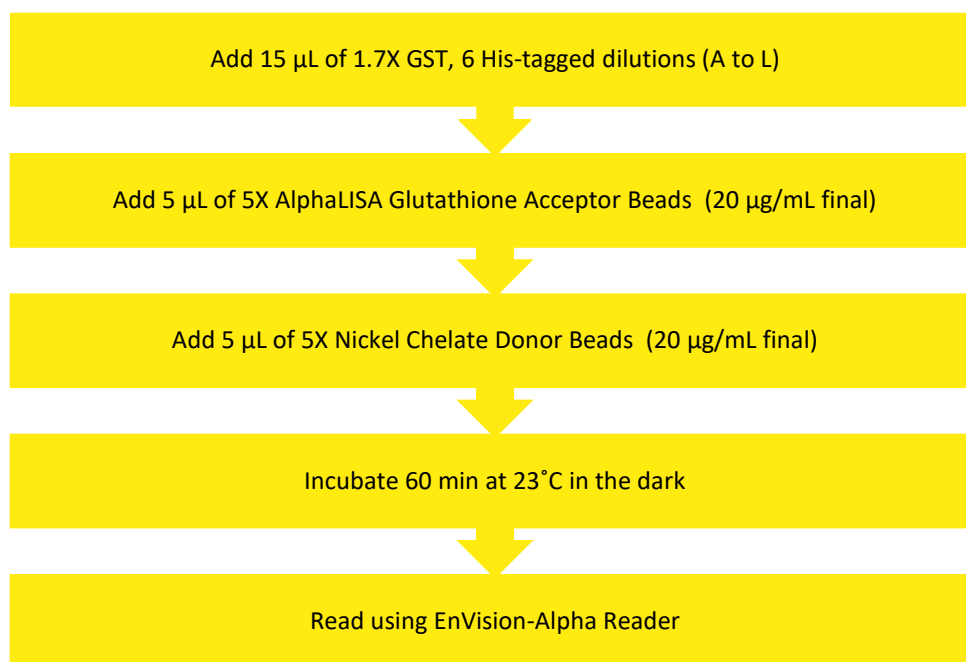 Add 15 µL of 1.7X GST, 6 His-tagged dilutions (A to L)
Add 5 µL of 5X AlphaLISA Glutathione Acceptor Beads  (20 µg/mL final)
Add 5 µL of 5X Nickel Chelate Donor Beads  (20 µg/mL final)
Incubate 60 min at 23˚C in the dark
Read using EnVision-Alpha Reader